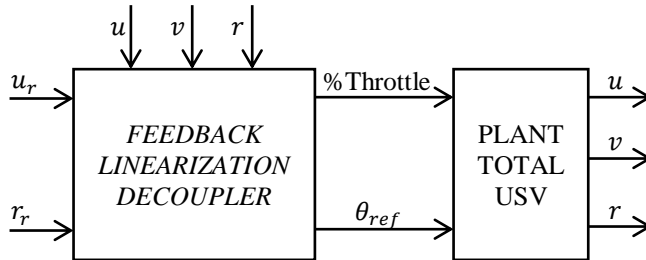 u v r
u_r
%Throttle
u
FEEDBACK
LINEARIZATION
DECOUPLER
PLANT
TOTAL
USV
v
r_r
θ_ref
r